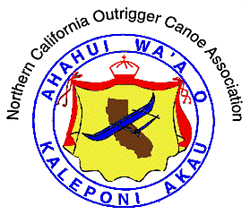 Northern California Outrigger Canoe Association
AHAHUI WA'A O
KALEPONI AKAU